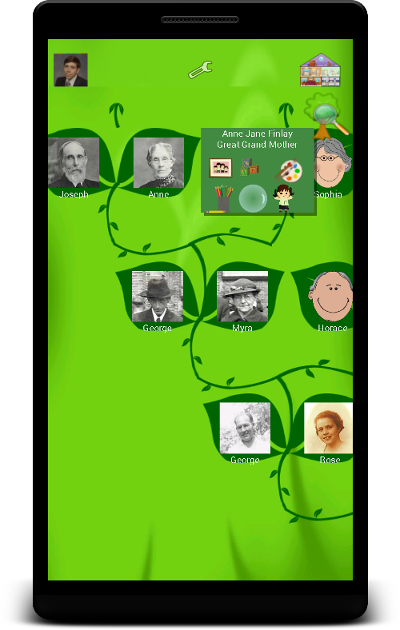 Anne Jane Finlay
Great Grand Mother
Joseph
Anne
Sophia
George
Myra
Horace
George
Rose